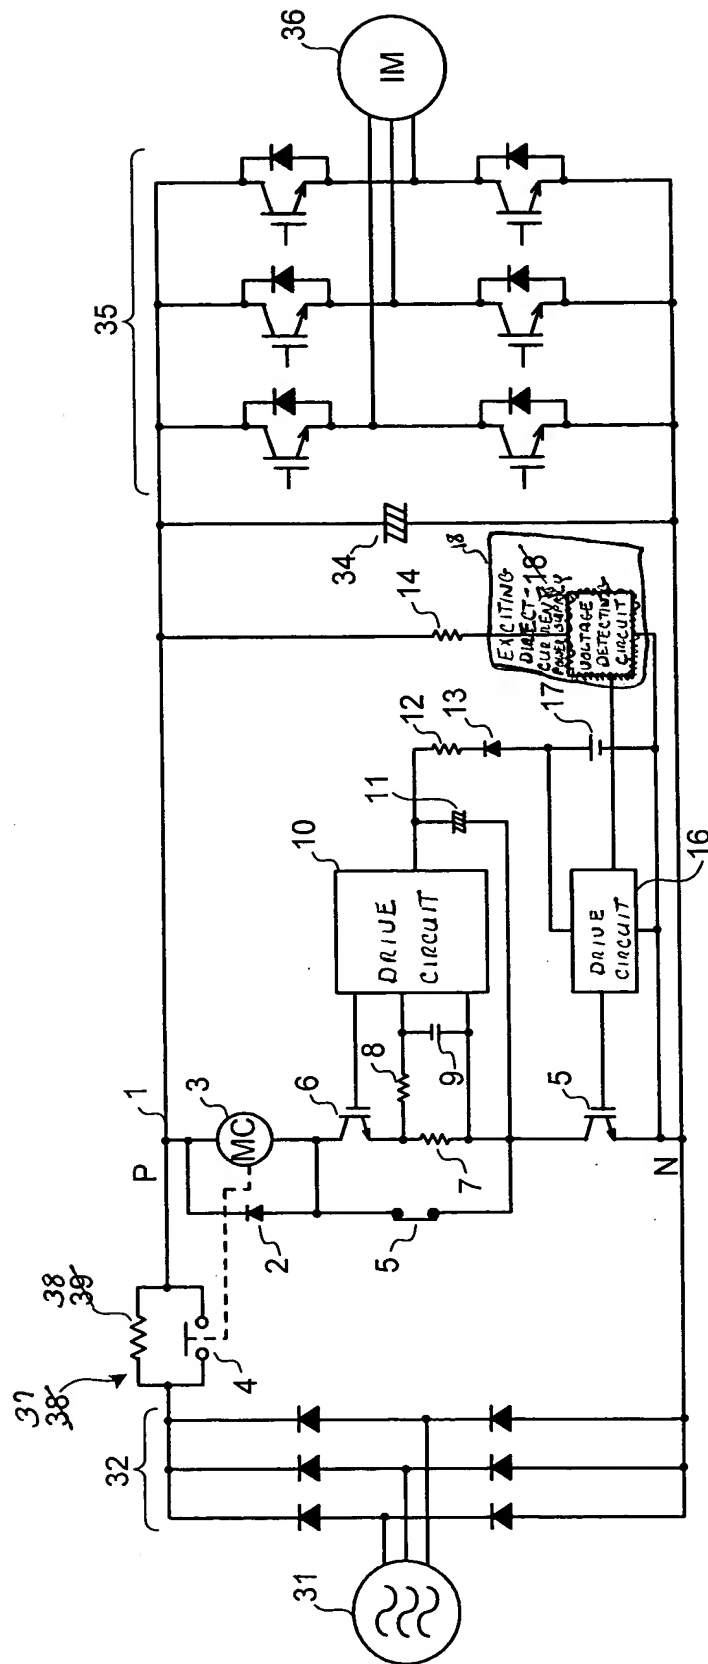 36
IM
35
34
18
EXCITING
DIRECT-18
CURRENT
POWER SUPPLY
VOLTAGE
DETECTING
CIRCUIT
14
17
12
13
11
10
DRIVE
CIRCUIT
16
DRIVE
CIRCUIT
8
9
6
7
5
1
3
MC
P
N
2
5
38
39
4
37
38
32
31